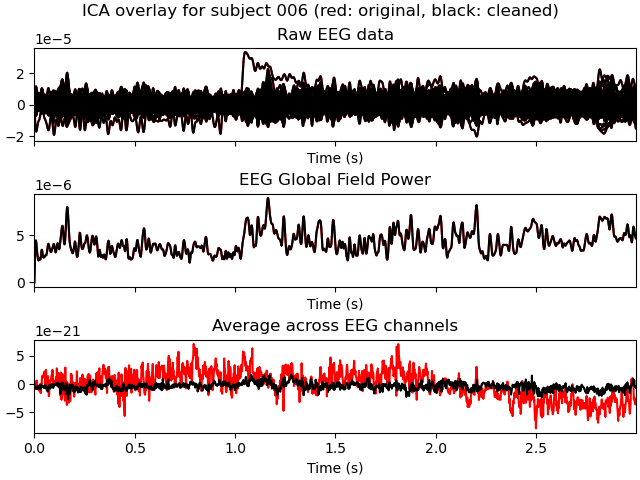 ICA overlay for subject 006 (red: original, black: cleaned)
Raw EEG data
1e−5
2
0
−2
Time (s)
EEG Global Field Power
1e−6
5
0
Time (s)
Average across EEG channels
1e−21
5
0
−5
0.0 0.5 1.0 1.5 2.0 2.5
Time (s)